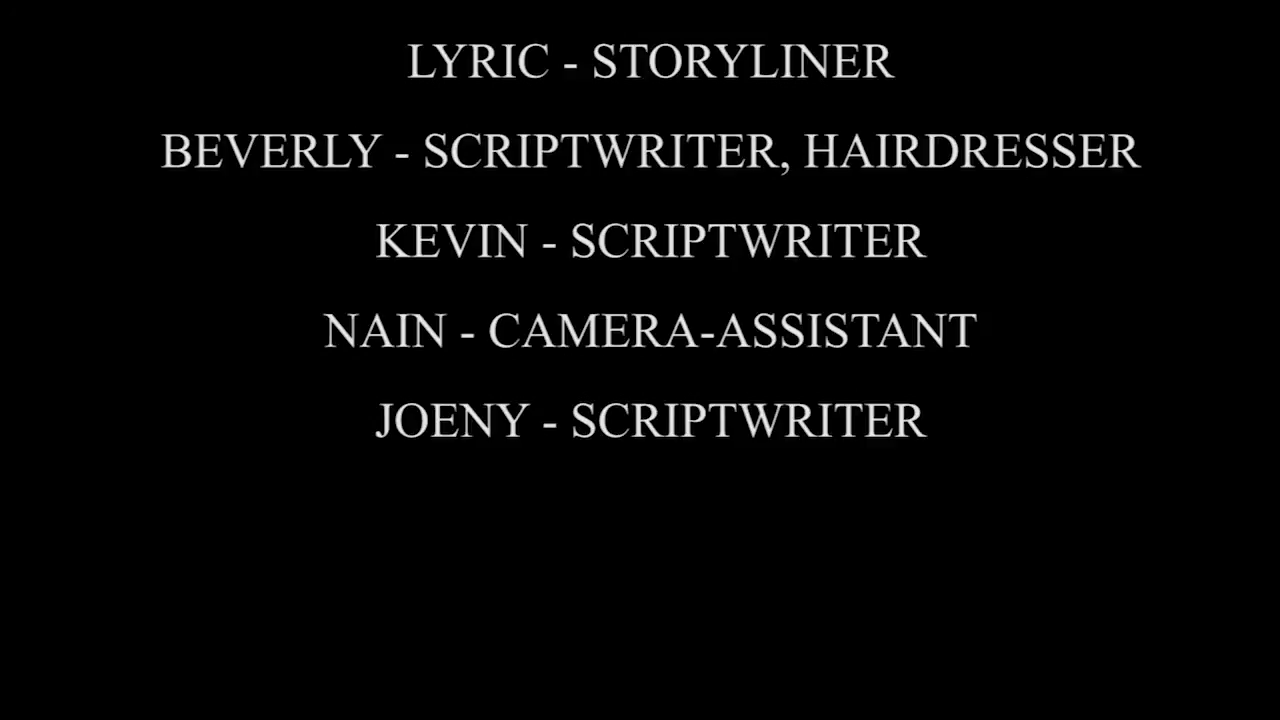 LYRIC - STORYLINER
BEVERLY - SCRIPTWRITER, HAIRDRESSER
KEVIN - SCRIPTWRITER
NAIN - CAMERA-ASSISTANT
JOENY - SCRIPTWRITER